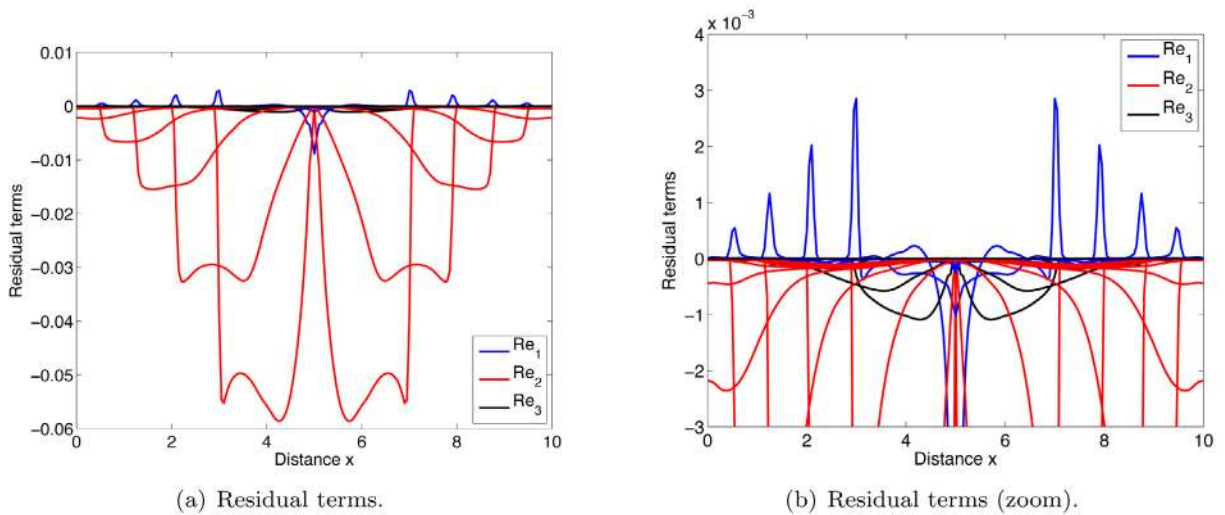 0.01
0
−0.01
−0.02
−0.03
−0.04
−0.05
−0.06
Residual terms
0 2 4 6 8 10
Distance x
Re1
Re2
Re3
(a) Residual terms.
x 10−3
4
3
2
1
0
−1
−2
−3
Residual terms
0 2 4 6 8 10
Distance x
Re1
Re2
Re3
(b) Residual terms (zoom).